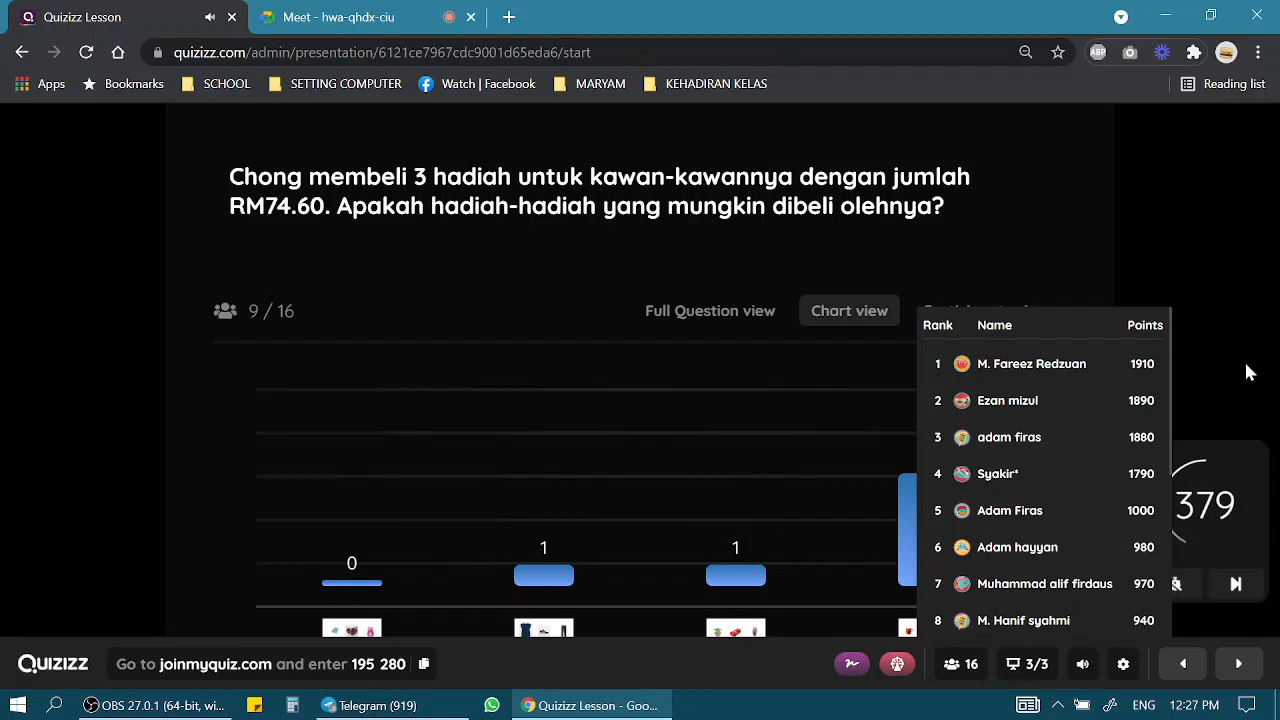 Quizizz Lesson
Meet - hwa-qhdx-ciu
quizizz.com/admin/presentation/6121ce7967cdc9001d65eda6/start
ABP
Apps
Bookmarks
SCHOOL
SETTING COMPUTER
Watch | Facebook
MARYAM
KEHADIRAN KELAS
Reading list
Chong membeli 3 hadiah untuk kawan-kawannya dengan jumlah
RM74.60. Apakah hadiah-hadiah yang mungkin dibeli olehnya?
9 / 16
Full Question view
Chart view
Rank Name Points
1 M. Fareez Redzuan 1910
2 Ezan mizul 1890
3 adam firas 1880
4 Syakir* 1790
5 Adam Firas 1000
6 Adam hayyan 980
7 Muhammad alif firdaus 970
8 M. Hanif syahmi 940
379
0
1
1
Quizizz
Go to joinmyquiz.com and enter 195 280
16
3/3
OBS 27.0.1 (64-bit, wi...
Telegram (919)
Quizizz Lesson - Goo...
ENG
12:27 PM